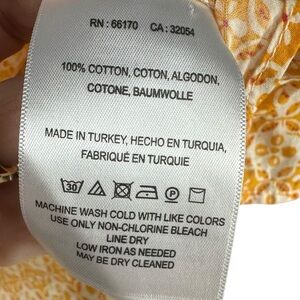 RN: 66170 CA: 32054
100% COTTON, COTON, ALGODON,
COTONE, BAUMWOLLE
MADE IN TURKEY, HECHO EN TURQUIA,
FABRIQUÉ EN TURQUIE
30 P
MACHINE WASH COLD WITH LIKE COLORS
USE ONLY NON-CHLORINE BLEACH
LINE DRY
LOW IRON AS NEEDED
MAY BE DRY CLEANED